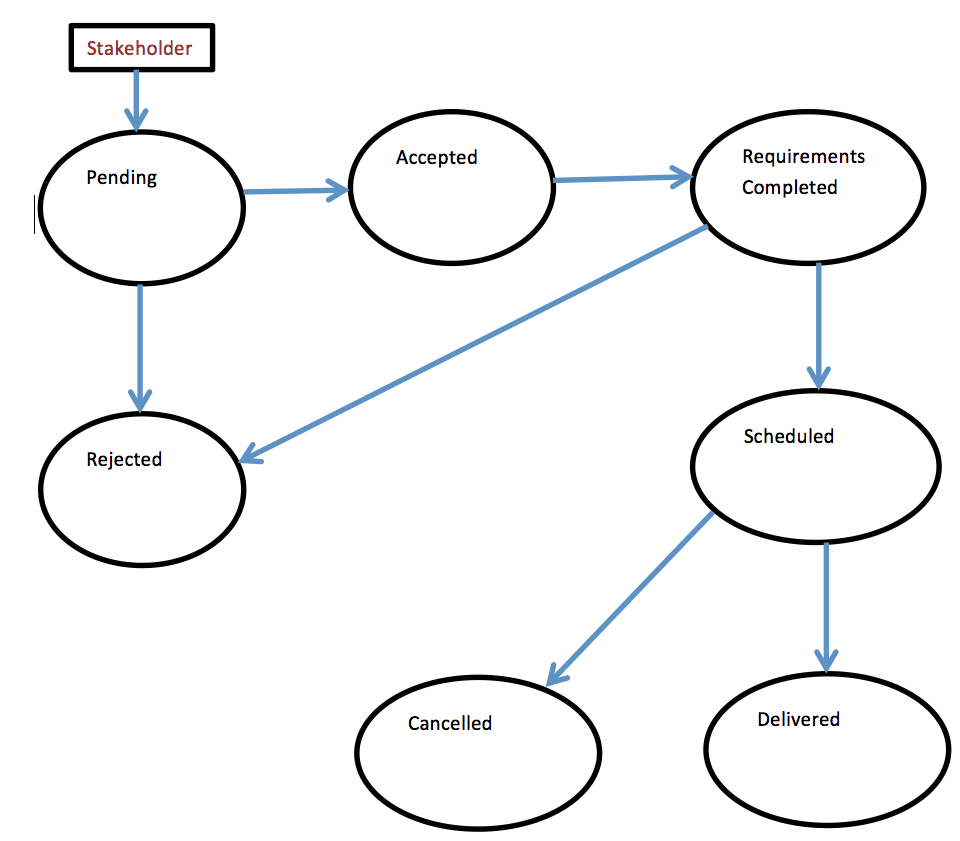 Stakeholder
Pending
Accepted
Requirements
Completed
Rejected
Scheduled
Cancelled
Delivered